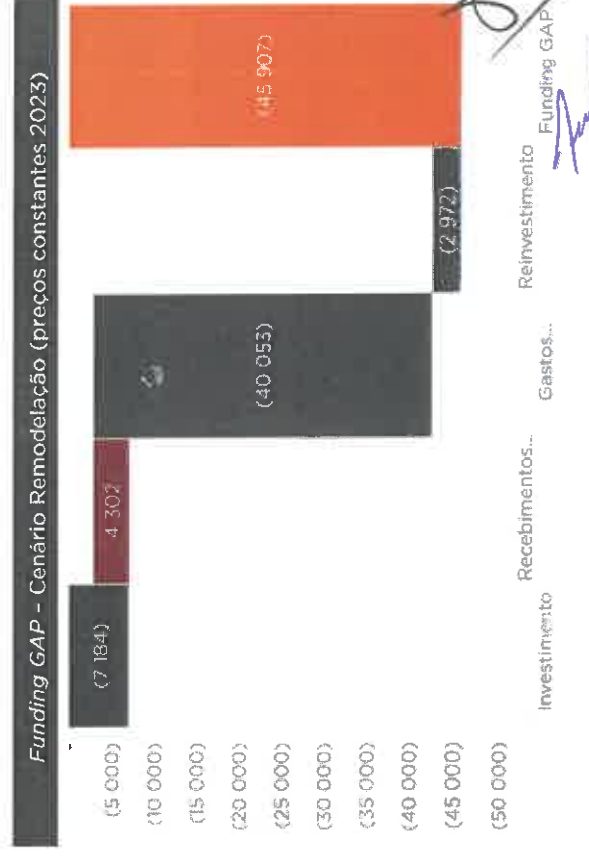 Funding GAP - Cenário Remodelação (preços constantes 2023)
(5 000)
(10 000)
(15 000)
(20 000)
(25 000)
(30 000)
(35 000)
(40 000)
(45 000)
(50 000)
(7 184)
4 302
(40 053)
(2 972)
(45 907)
Investimento
Recebimentos...
Gastos...
Reinvestimento
Funding GAP